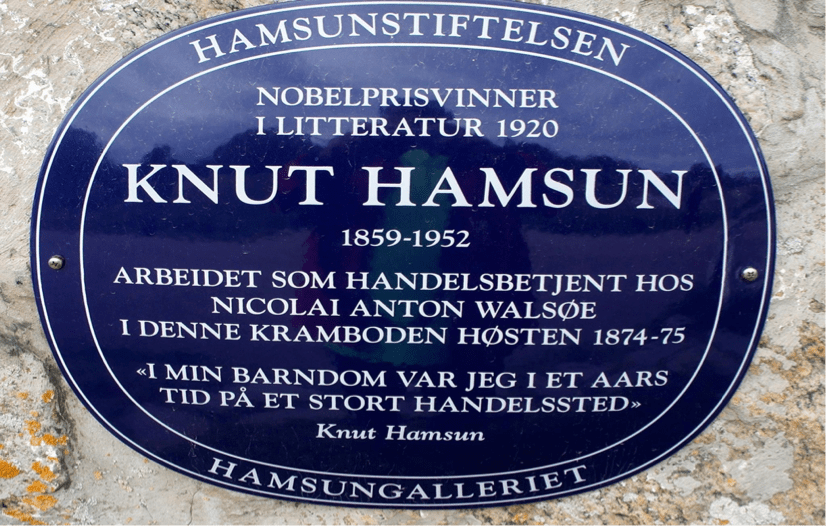 HAMSUNSTIFTELSEN
NOBELPRISVINNER
I LITTERATUR 1920
KNUT HAMSUN
1859-1952
ARBEIDET SOM HANDELSBETJENT HOS
NICOLAI ANTON WALSØE
I DENNE KRAMBODEN HØSTEN 1874-75
«I MIN BARNDOM VAR JEG I ET AARS
TID PÅ ET STORT HANDELSSTED»
Knut Hamsun
HAMSUNGALLERIET